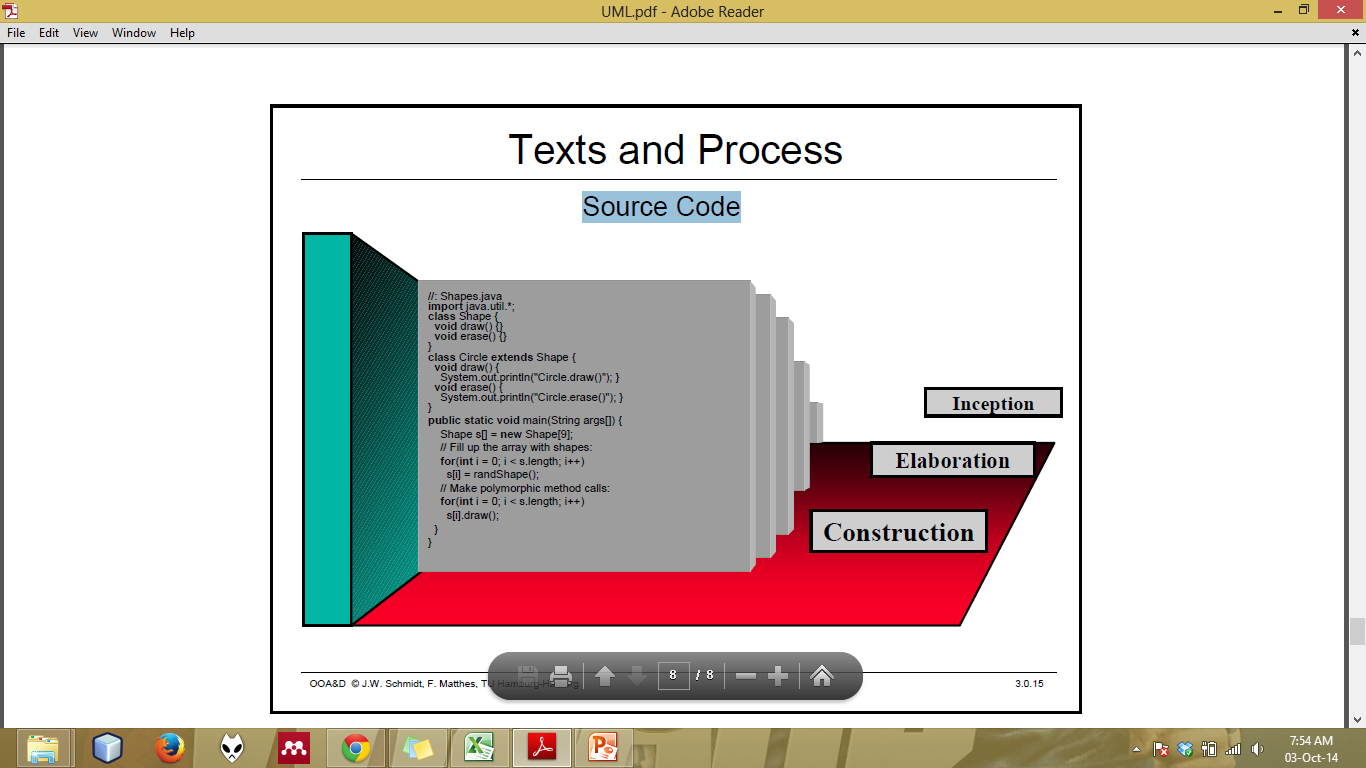 UML.pdf - Adobe Reader
File Edit View Window Help
Texts and Process
Source Code
//: Shapes.java
import java.util.*;
class Shape {
void draw() {}
void erase() {}
}
class Circle extends Shape {
void draw() {
System.out.println("Circle.draw()"); }
void erase() {
System.out.println("Circle.erase()"); }
}
public static void main(String args[]) {
Shape s[] = new Shape[9];
// Fill up the array with shapes:
for(int i = 0; i < s.length; i++)
s[i] = randShape();
// Make polymorphic method calls:
for(int i = 0; i < s.length; i++)
s[i].draw();
}
}
Inception
Elaboration
Construction
8 / 8
OOA&D © J.W. Schmidt, F. Matthes, TU Hamburg-Harburg
3.0.15
7:54 AM
03-Oct-14